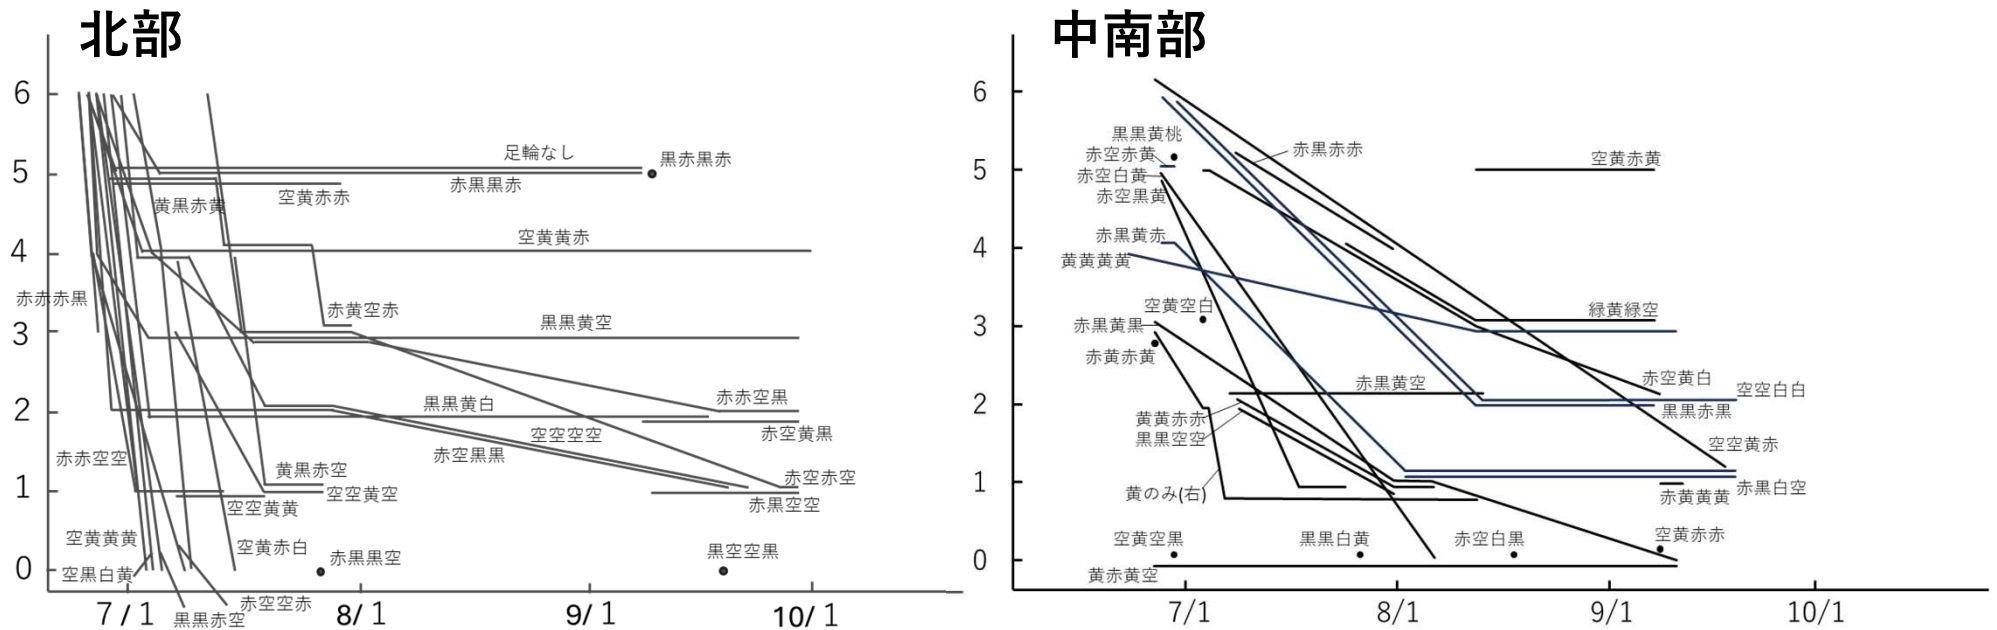 北部
6
5
4
3
2
1
0
足輪なし
黒赤黒赤
赤黒黒赤
空黄赤赤
黄黒赤黄
空黄黄赤
赤赤赤黒
赤黄空赤
黒黒黄空
赤赤空黒
黒黒黄白
空空空空
赤空黄黒
赤赤空空
赤空黒黒
黄黒赤空
赤空赤空
空空黄空
赤黒空空
空空黄黄
空黄黄黄
空黄赤白
赤黒黒空
黒空空黒
空黒白黄
赤空空赤
黒黒赤空
7/1
8/1
9/1
10/1
中南部
6
5
4
3
2
1
0
黒黒黄桃
赤空赤黄
赤黒赤赤
空黄赤黄
赤空白黄
赤空黒黄
赤黒黄赤
黄黄黄黄
空黄空白
緑黄緑空
赤黒黄黒
赤黄赤黄
赤黒黄空
赤空黄白
空空白白
黄黄赤赤
黒黒赤黒
黒黒空空
空空黄赤
黄のみ(右)
赤黄黄黄
赤黒白空
空黄空黒
黒黒白黄
赤空白黒
空黄赤赤
黄赤黄空
7/1
8/1
9/1
10/1